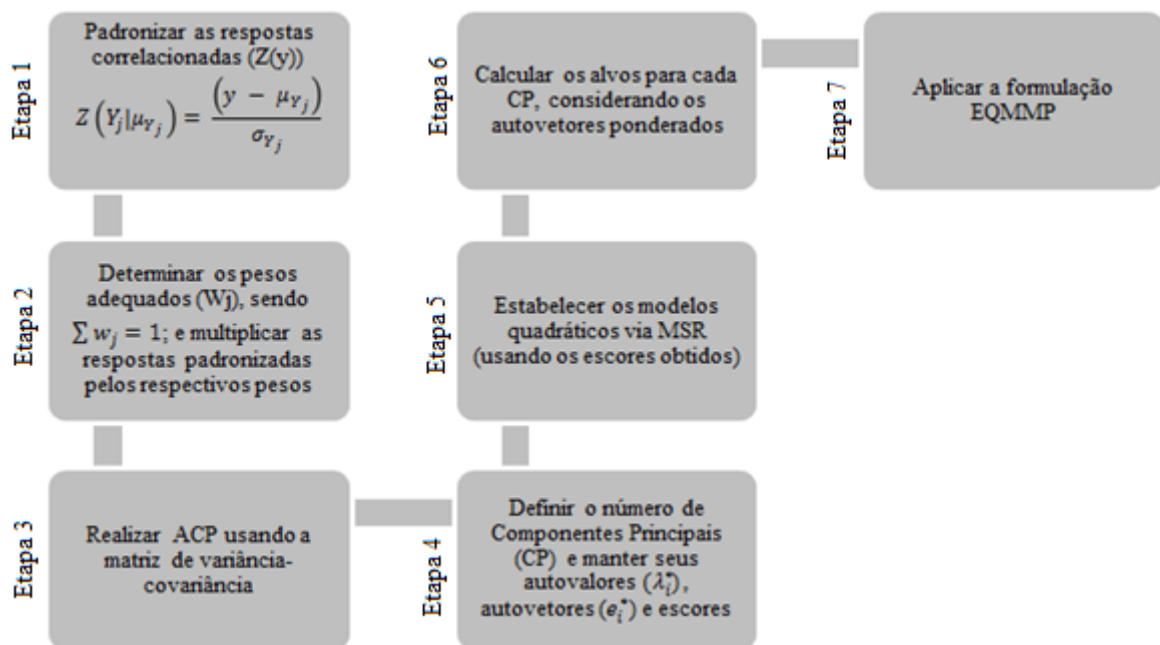 Etapa 1
Padronizar as respostas
correlacionadas (Z(y))
Z(Y_j|μ_{Y_j}) = (y − μ_{Y_j}) / σ_{Y_j}
Etapa 2
Determinar os pesos
adequados (Wj), sendo
∑ w_j = 1; e multiplicar as
respostas padronizadas
pelos respectivos pesos
Etapa 3
Realizar ACP usando a
matriz de variância-
covariância
Etapa 4
Definir o número de
Componentes Principais
(CP) e manter seus
autovalores (λ_i^*),
autovetores (e_i^*) e escores
Etapa 5
Estabelecer os modelos
quadráticos via MSR
(usando os escores obtidos)
Etapa 6
Calcular os alvos para cada
CP, considerando os
autovetores ponderados
Etapa 7
Aplicar a formulação
EQMMP